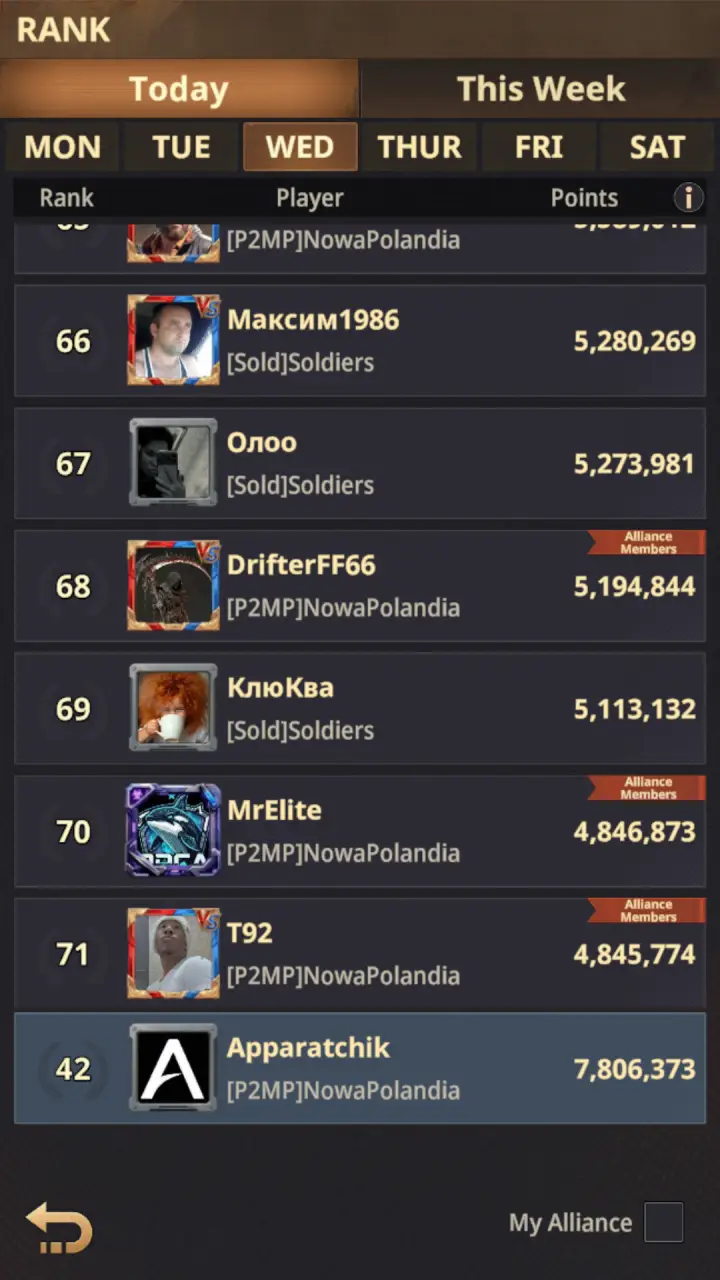 RANK
Today
This Week
MON
TUE
WED
THUR
FRI
SAT
Rank
Player
Points
[P2MP]NowaPolandia
66
Максим1986
[Sold]Soldiers
5,280,269
67
Олоо
[Sold]Soldiers
5,273,981
Alliance
Members
68
DrifterFF66
[P2MP]NowaPolandia
5,194,844
69
КлюКва
[Sold]Soldiers
5,113,132
Alliance
Members
70
MrElite
[P2MP]NowaPolandia
4,846,873
Alliance
Members
71
T92
[P2MP]NowaPolandia
4,845,774
42
Apparatchik
[P2MP]NowaPolandia
7,806,373
My Alliance